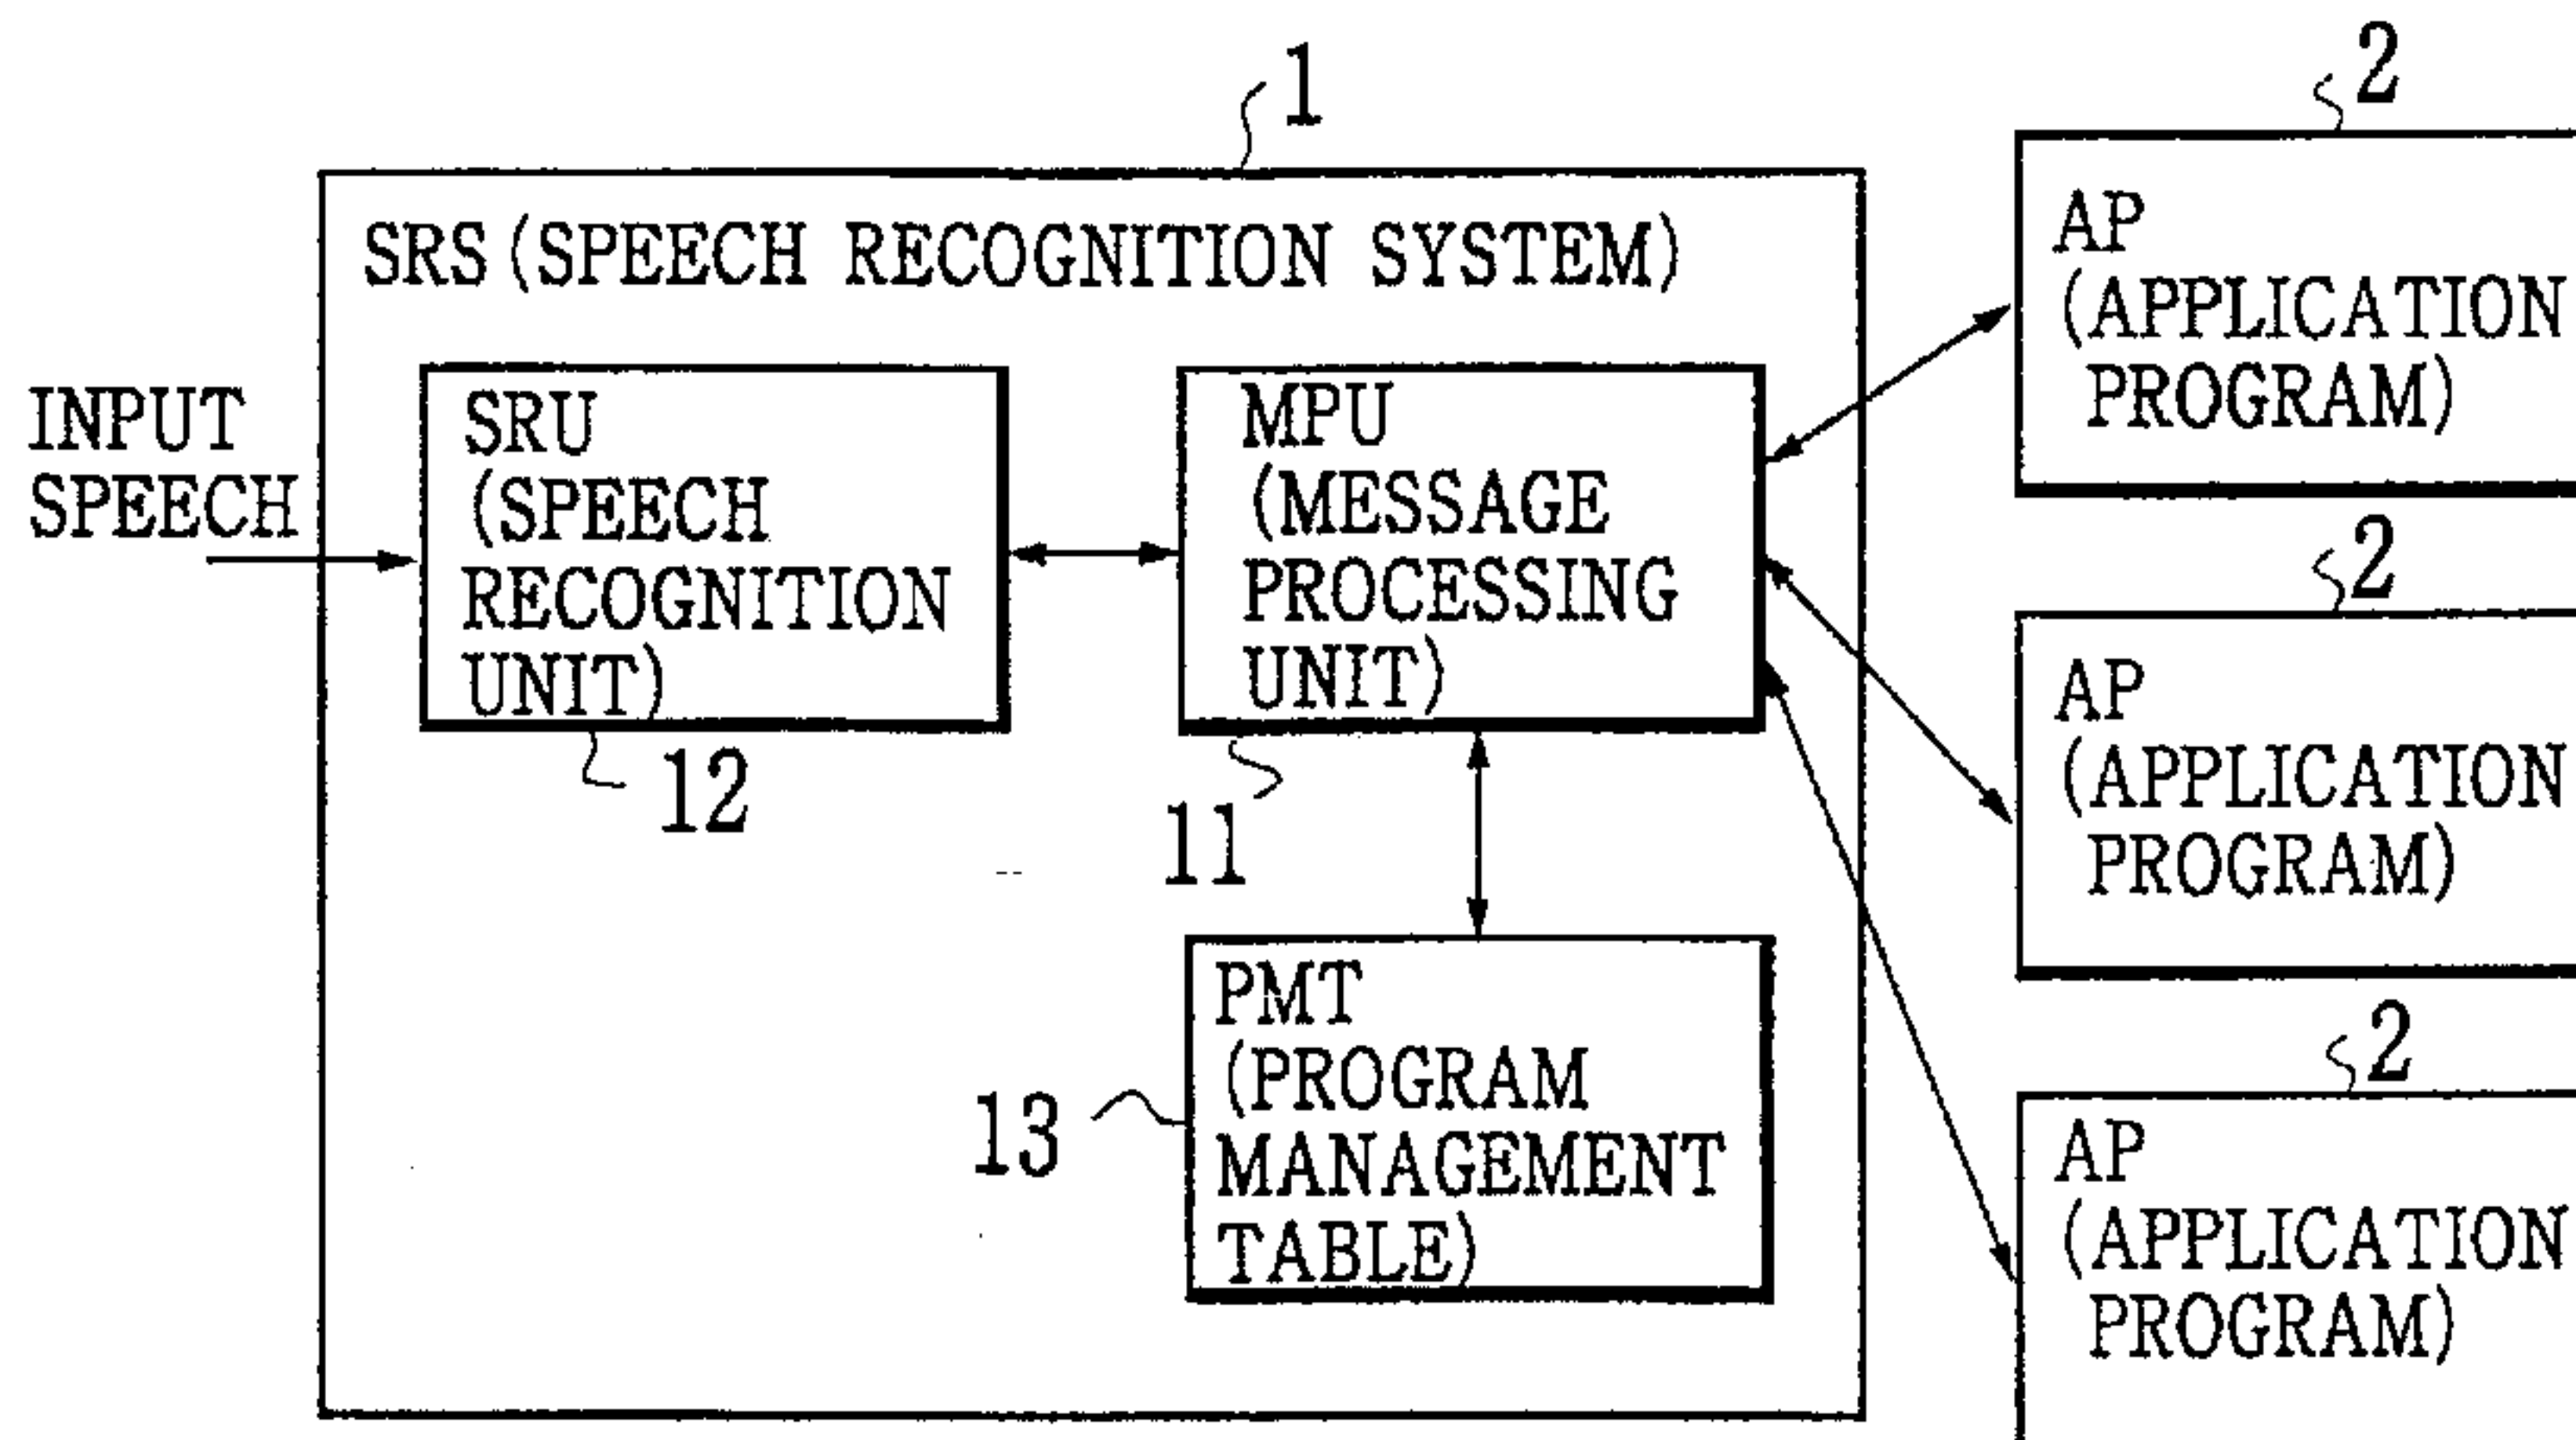 1
SRS (SPEECH RECOGNITION SYSTEM)
INPUT
SPEECH
SRU
(SPEECH
RECOGNITION
UNIT)
12
MPU
(MESSAGE
PROCESSING
UNIT)
11
PMT
(PROGRAM
MANAGEMENT
TABLE)
13
2
AP
(APPLICATION
PROGRAM)
2
AP
(APPLICATION
PROGRAM)
2
AP
(APPLICATION
PROGRAM)